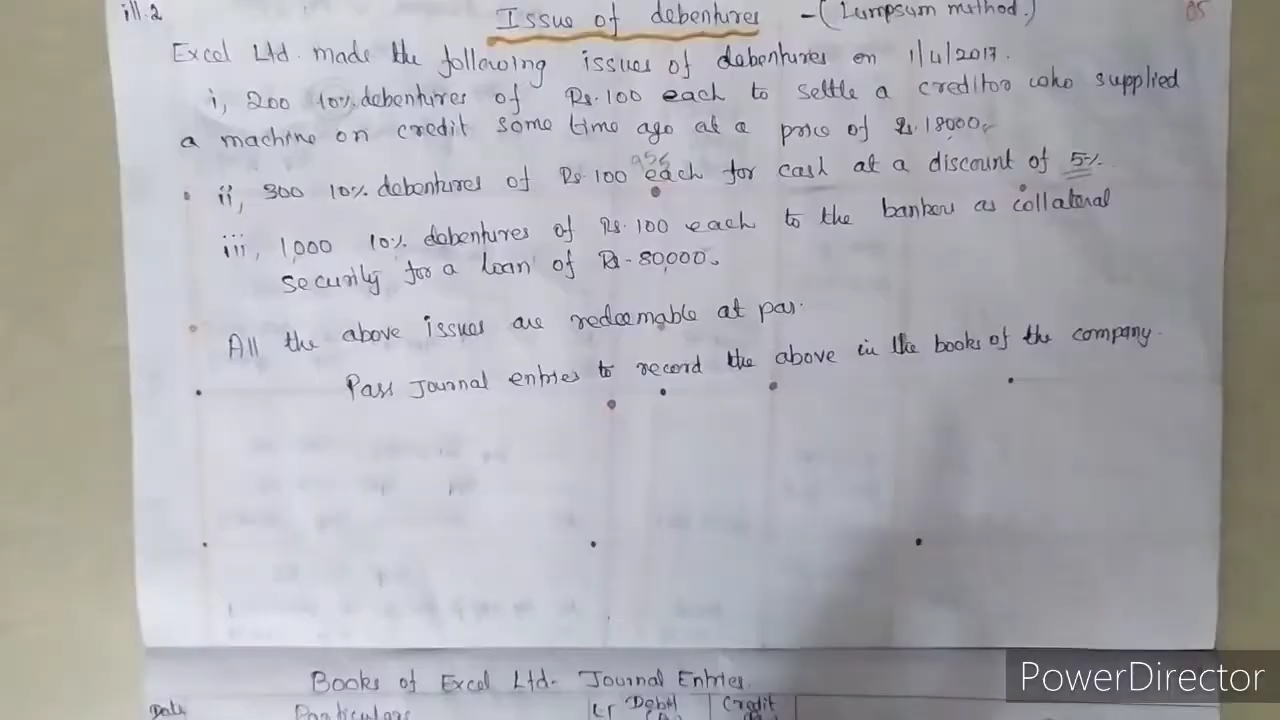 ill.2
Issue of debentures - (Lumpsum method.)
05
Excel Ltd. made the following issues of debentures on 1/4/2017.
i, 200 10% debentures of Rs.100 each to settle a creditor who supplied
a machine on credit some time ago at a price of Rs.18000
ii, 300 10% debentures of Rs.100 each for cash at a discount of 5%.
iii, 1,000 10% debentures of Rs.100 each to the bankers as collateral
security for a loan of Rs-80,000.
All the above issues are redeemable at par.
Pass Journal entries to record the above in the books of the company.
Books of Excel Ltd. Journal Entries.
Date Particulars Debit Credit
PowerDirector